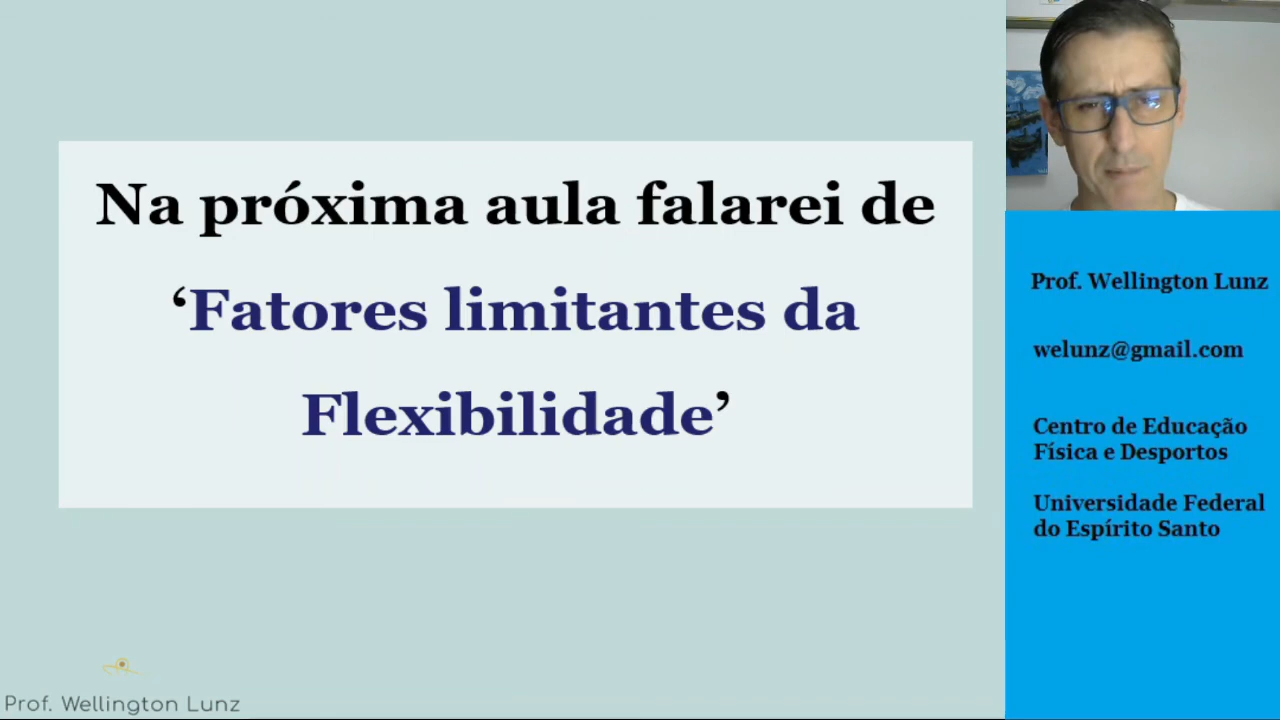 Na próxima aula falarei de
‘Fatores limitantes da
Flexibilidade’
Prof. Wellington Lunz
welunz@gmail.com
Centro de Educação
Física e Desportos
Universidade Federal
do Espírito Santo
Prof. Wellington Lunz